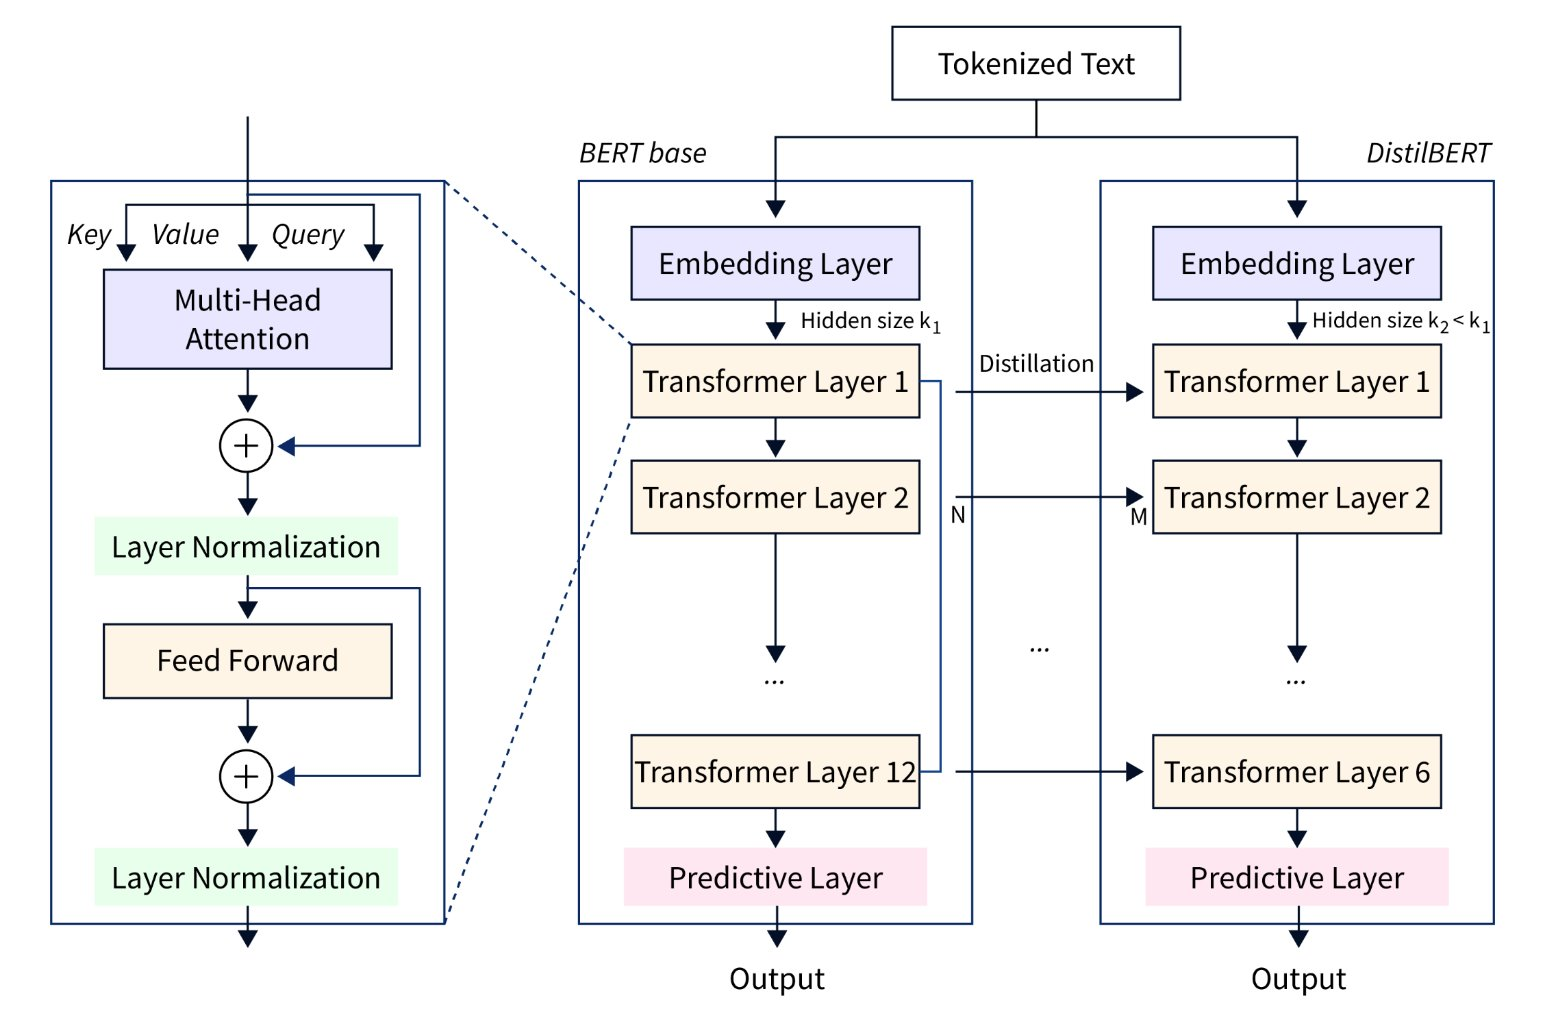 Tokenized Text
BERT base
DistilBERT
Key
Value
Query
Multi-Head
Attention
Layer Normalization
Feed Forward
Layer Normalization
Embedding Layer
Hidden size k₁
Transformer Layer 1
Transformer Layer 2
...
Transformer Layer 12
Predictive Layer
Output
Distillation
N
M
...
Embedding Layer
Hidden size k₂ < k₁
Transformer Layer 1
Transformer Layer 2
...
Transformer Layer 6
Predictive Layer
Output